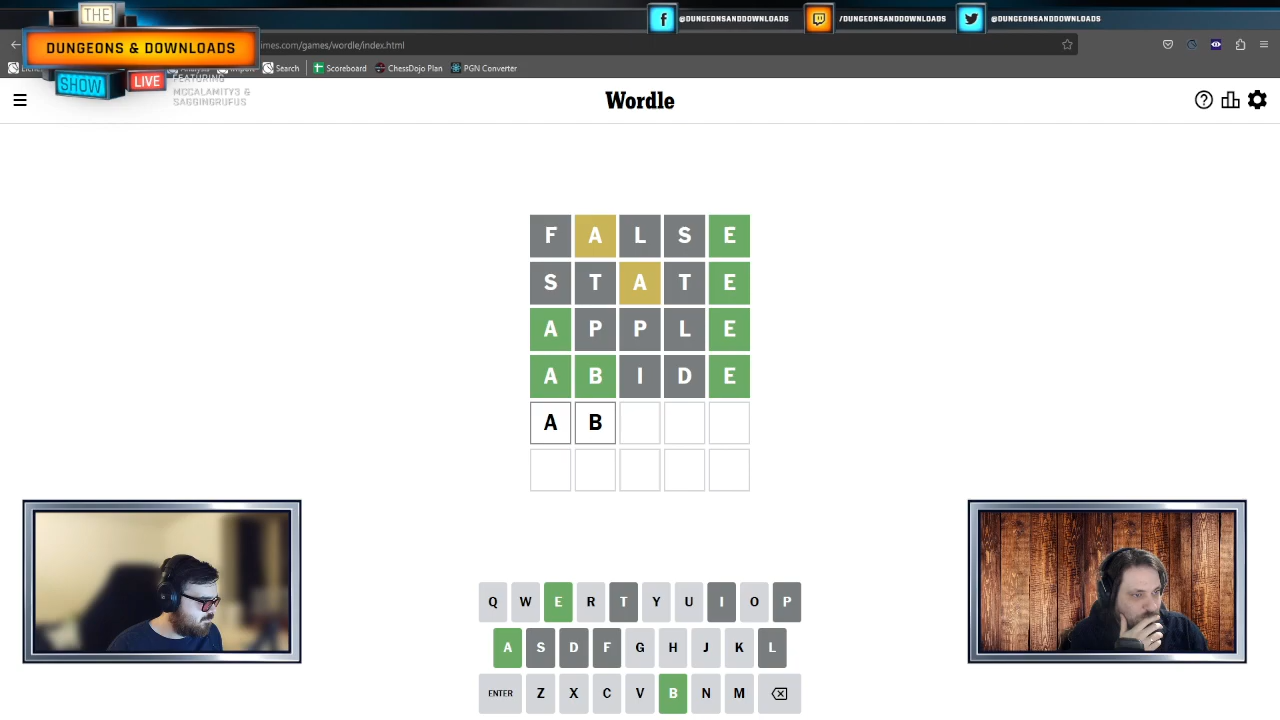 THE
DUNGEONS & DOWNLOADS
SHOW
LIVE
FEATURING
MCCALAMITY3 &
SAGGINGRUFUS
@DUNGEONSANDDOWNLOADS
/DUNGEONSANDDOWNLOADS
@DUNGEONSANDDOWNLOADS
imes.com/games/wordle/index.html
Search
Scoreboard
ChessDojo Plan
PGN Converter
Wordle
F A L S E
S T A T E
A P P L E
A B I D E
A B
Q W E R T Y U I O P
A S D F G H J K L
ENTER Z X C V B N M